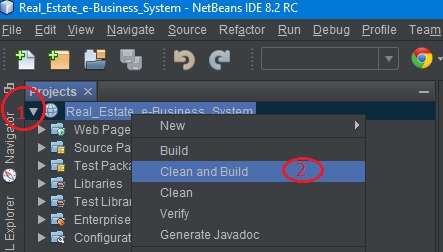 Real_Estate_e-Business_System - NetBeans IDE 8.2 RC
File Edit View Navigate Source Refactor Run Debug Profile Team
Projects
1
Real_Estate_e-Business_System
Web Page
Source Pa
Test Packa
Libraries
Test Librar
Enterprise
Configurat
New
Build
Clean and Build 2
Clean
Verify
Generate Javadoc
Navigator
L Explorer